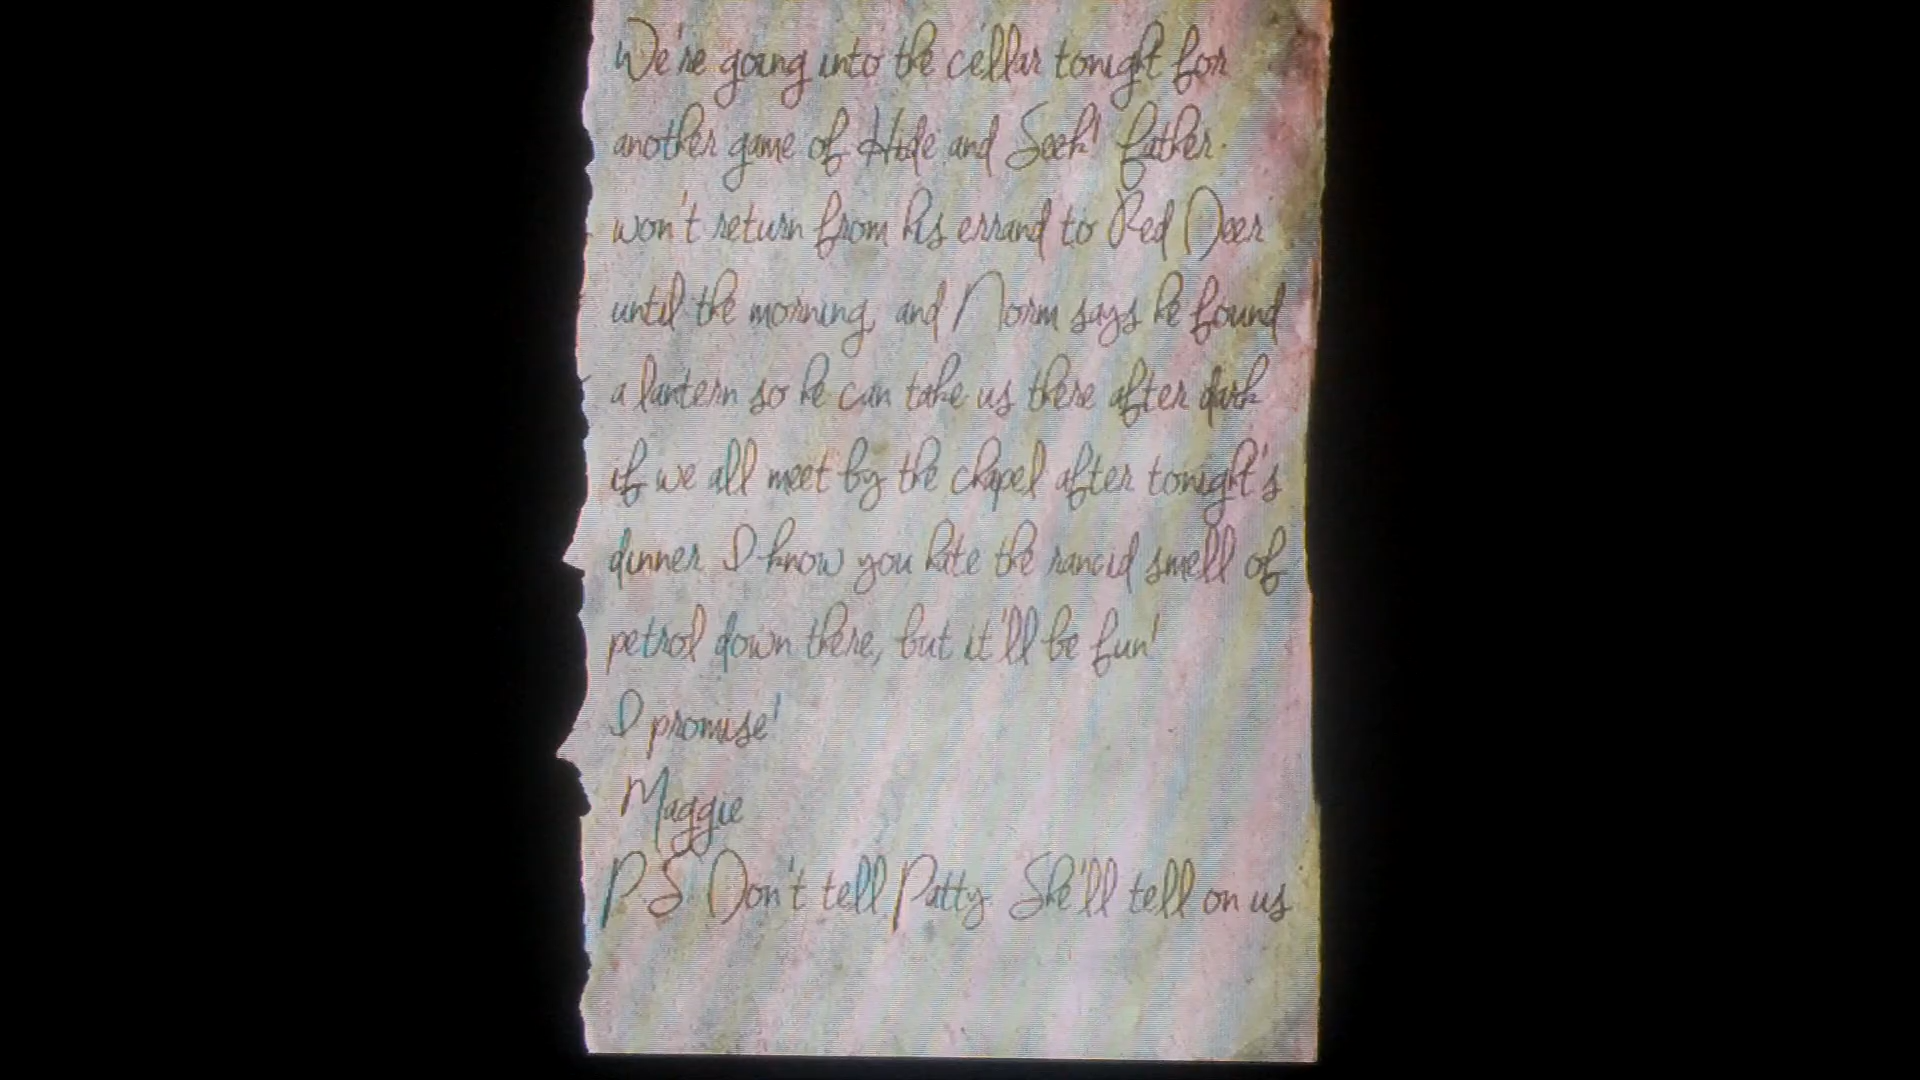 We're going into the cellar tonight for
another game of Hide and Seek! Father
won't return from his errand to Red Deer
until the morning, and Norm says he found
a lantern so he can take us there after dark
if we all meet by the chapel after tonight's
dinner. I know you hate the rancid smell of
petrol down there, but it'll be fun!
I promise!
Maggie
P.S. Don't tell Patty. She'll tell on us